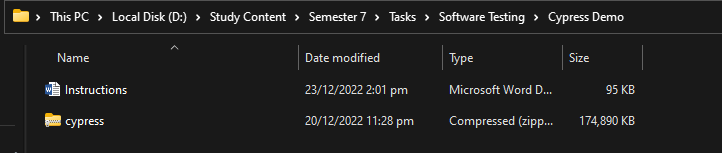 This PC > Local Disk (D:) > Study Content > Semester 7 > Tasks > Software Testing > Cypress Demo
Name Date modified Type Size
Instructions 23/12/2022 2:01 pm Microsoft Word D... 95 KB
cypress 20/12/2022 11:28 pm Compressed (zipp... 174,890 KB